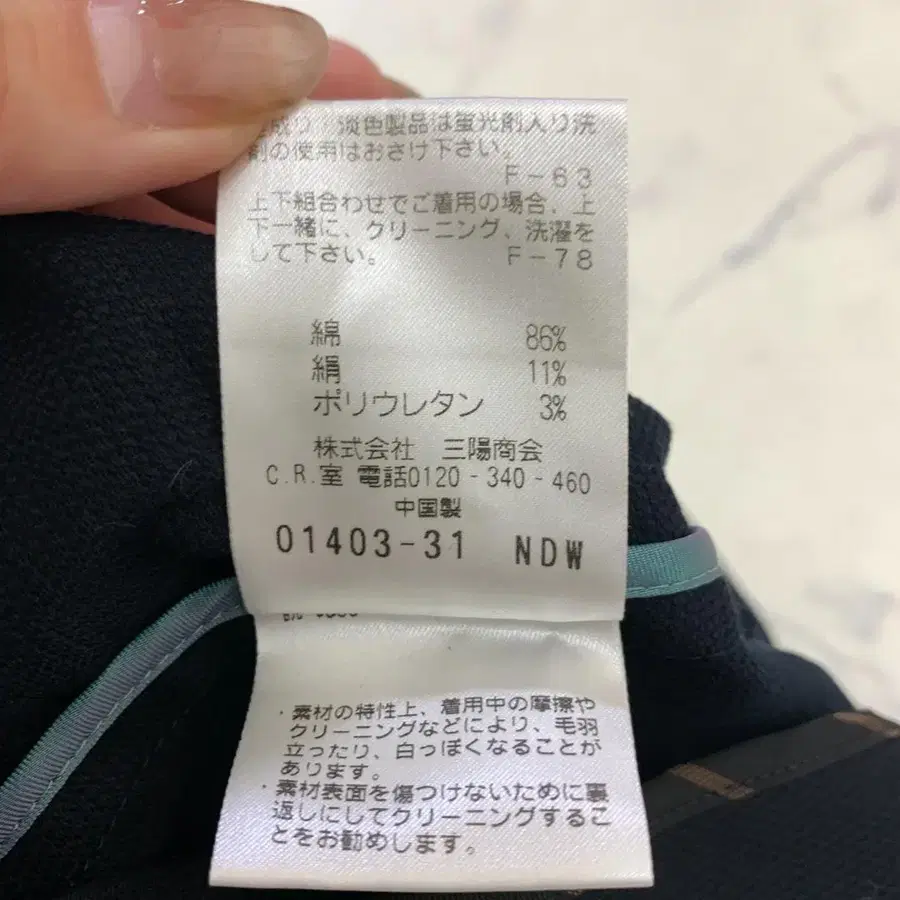 成り、淡色製品は蛍光剤入り洗
剤の使用はおさけ下さい。
F-63
上下組合わせでご着用の場合、上
下一緒に、クリーニング、洗濯を
して下さい。 F-78
綿 86%
絹 11%
ポリウレタン 3%
株式会社 三陽商会
C.R.室 電話0120-340-460
中国製
01403-31 NDW
・素材の特性上、着用中の摩擦や
クリーニングなどにより、毛羽
立ったり、白っぽくなることが
あります。
・素材表面を傷つけないために裏
返しにしてクリーニングするこ
とをお勧めします。